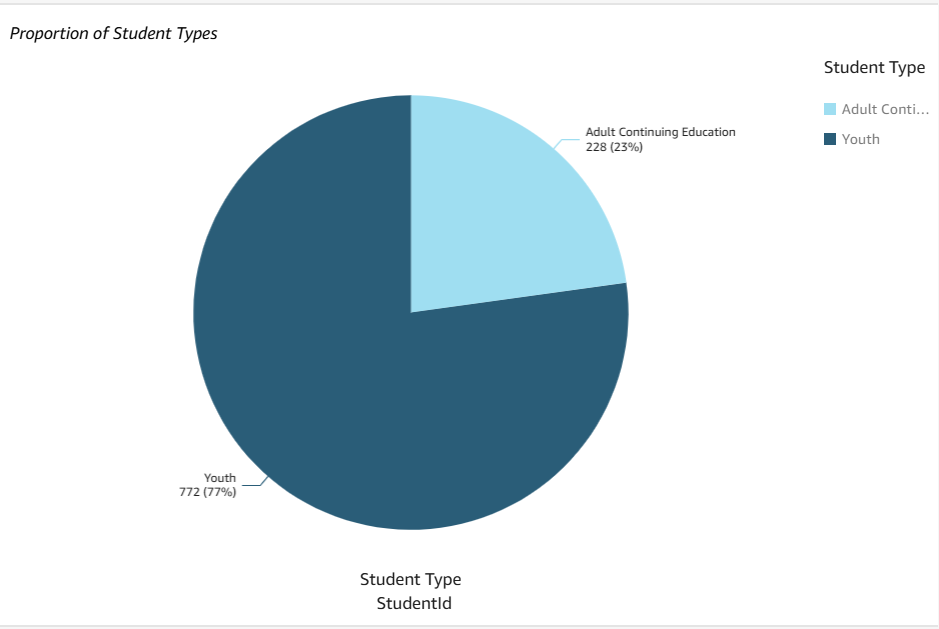 Proportion of Student Types
Student Type
Adult Conti...
Youth
Adult Continuing Education
228 (23%)
Youth
772 (77%)
Student Type
StudentId